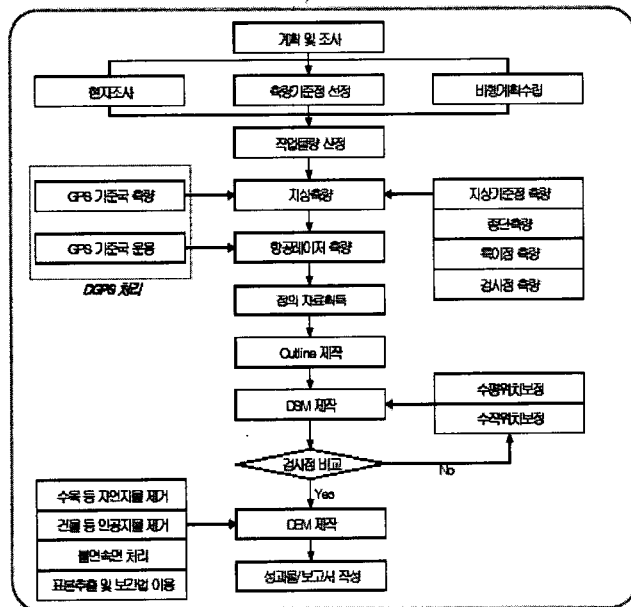 계획 및 조사
현지조사
측량기준점 선정
비행계획수립
작업물량 산정
GPS 기준국 측량
지상측량
지상기준점 측량
종단측량
GPS 기준국 운용
항공레이저 측량
특이점 측량
검사점 측량
DGPS 처리
점의 자료획득
Outline 제작
DSM 제작
수평위치보정
수직위치보정
검사점 비교
No
Yes
수목 등 자연지물 제거
건물 등 인공지물 제거
DEM 제작
불연속면 처리
표본추출 및 보간법 이용
성과물/보고서 작성